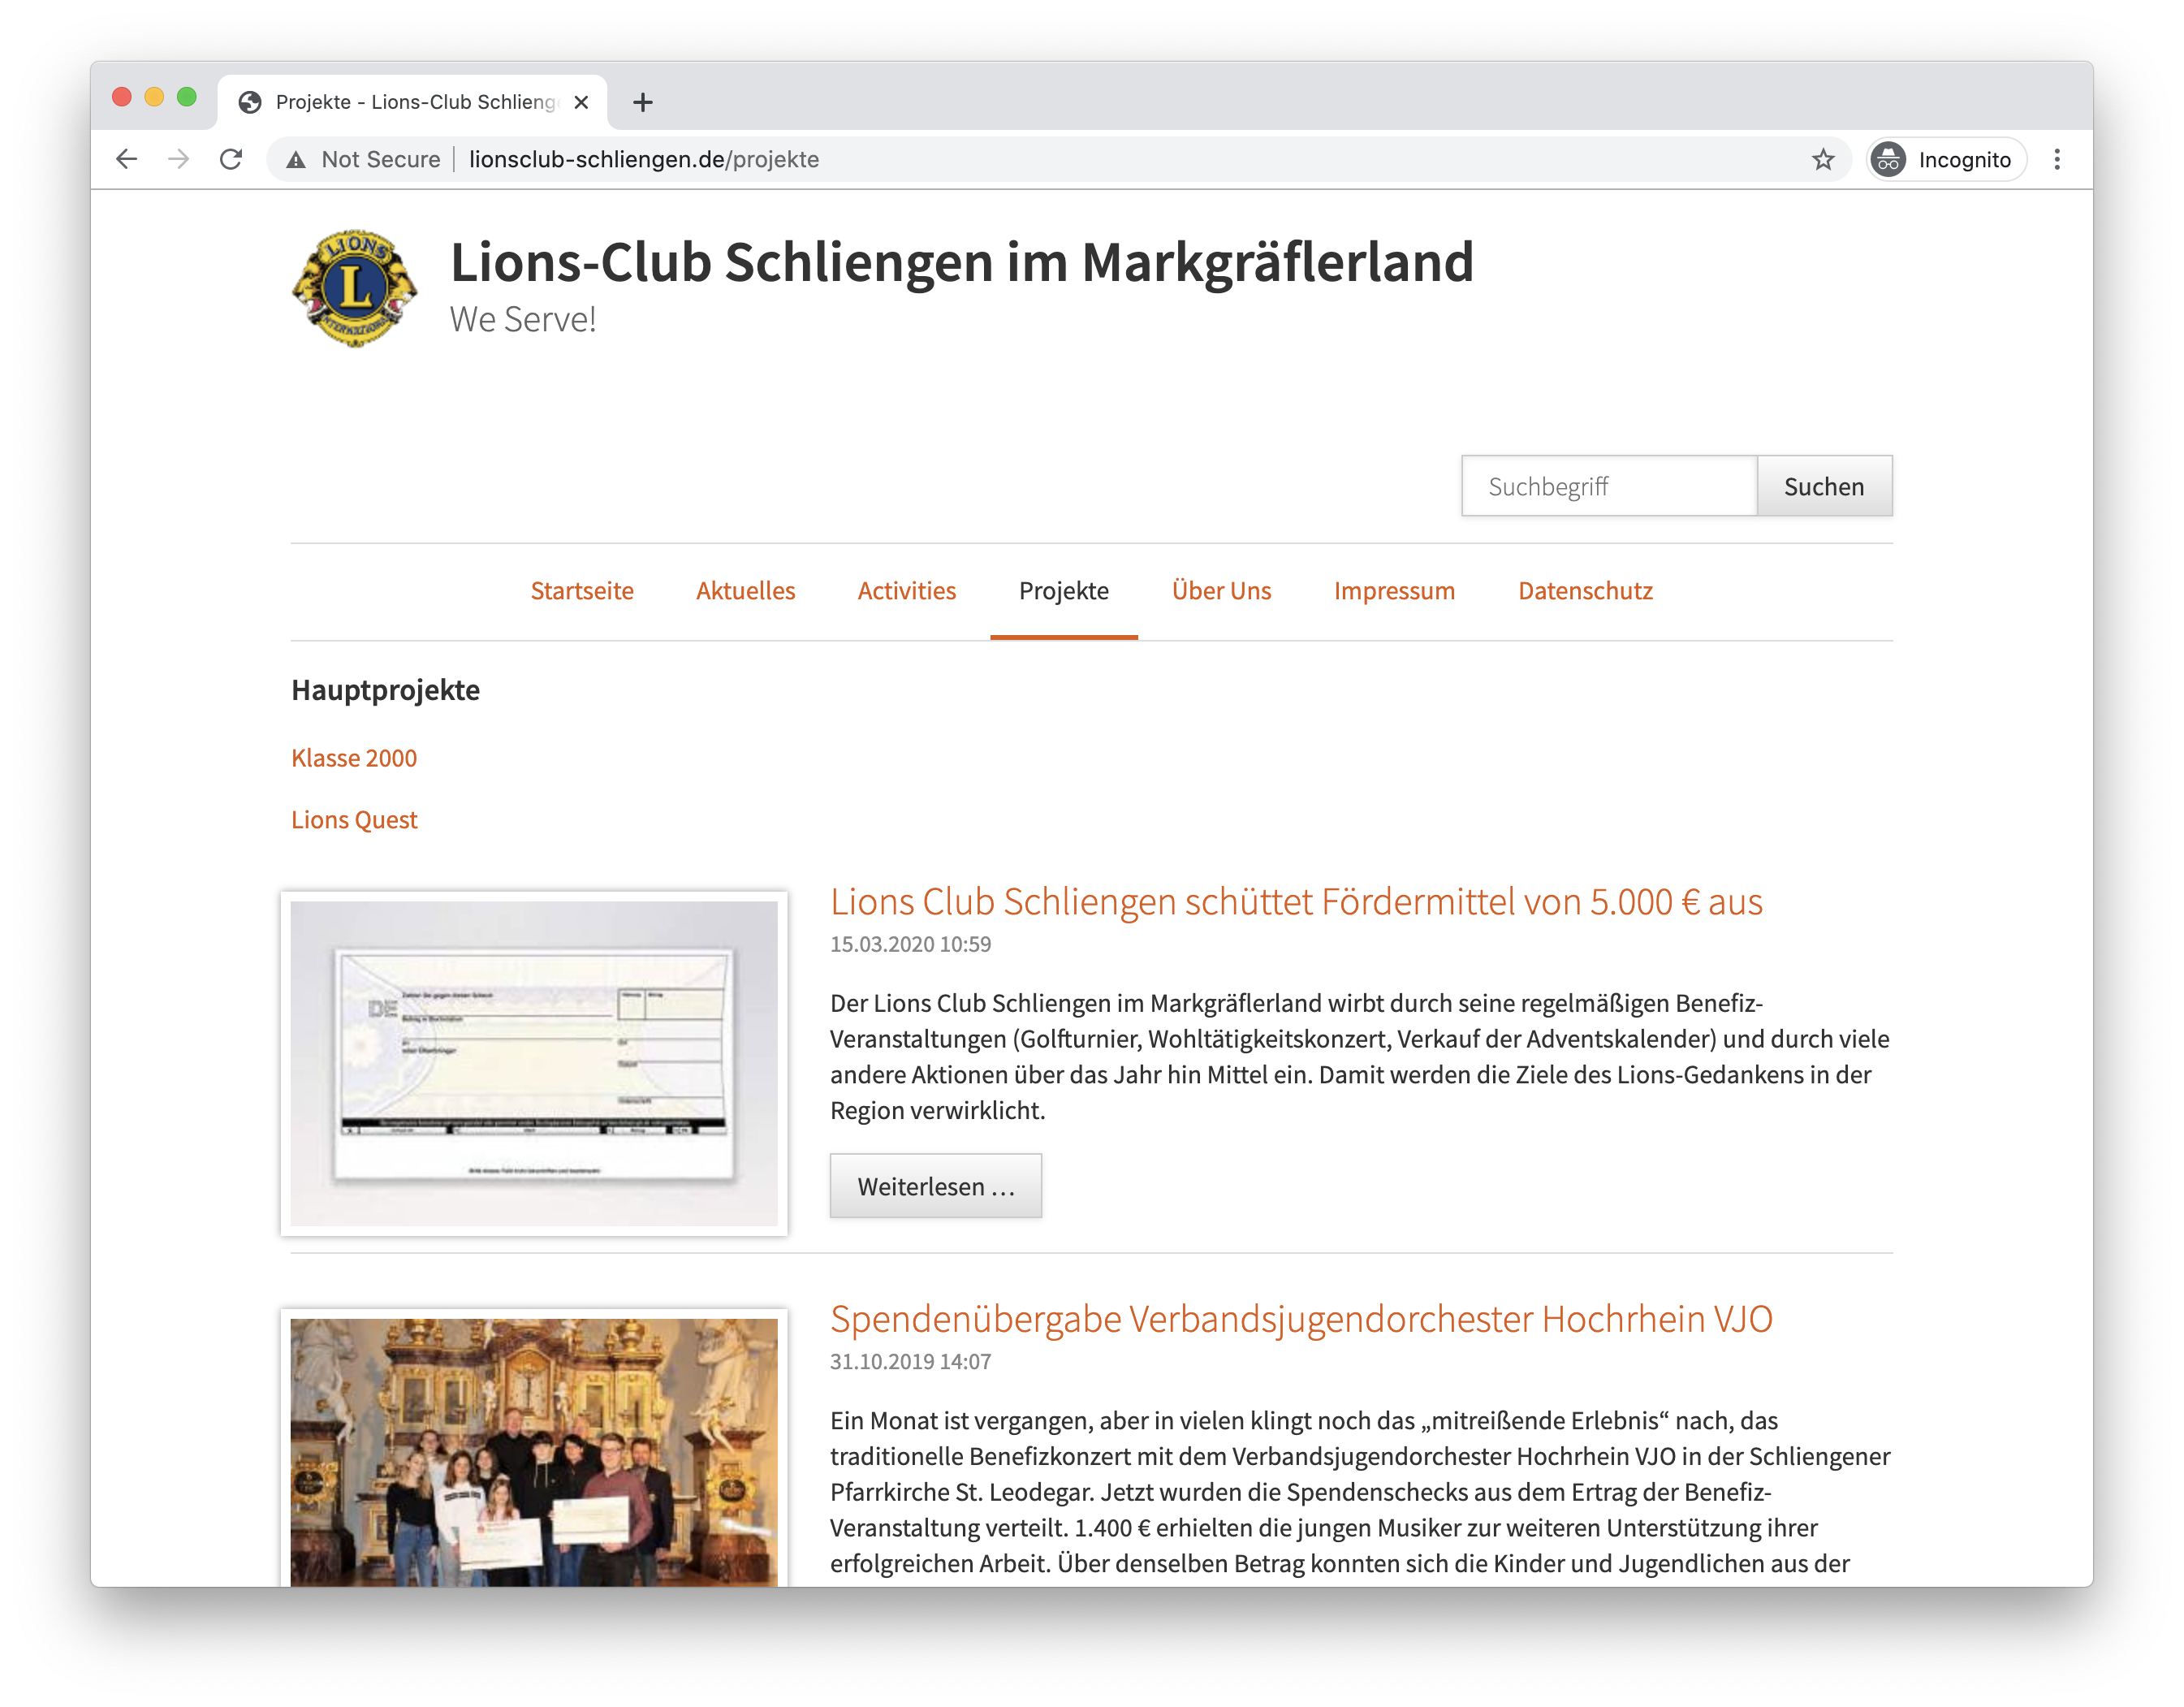 Projekte - Lions-Club Schlieng
Not Secure
lionsclub-schliengen.de/projekte
Incognito
LIONS
L
INTERNATIONAL
Lions-Club Schliengen im Markgräflerland
We Serve!
Suchbegriff
Suchen
Startseite
Aktuelles
Activities
Projekte
Über Uns
Impressum
Datenschutz
Hauptprojekte
Klasse 2000
Lions Quest
Lions Club Schliengen schüttet Fördermittel von 5.000 € aus
15.03.2020 10:59
Der Lions Club Schliengen im Markgräflerland wirbt durch seine regelmäßigen Benefiz-
Veranstaltungen (Golfturnier, Wohltätigkeitskonzert, Verkauf der Adventskalender) und durch viele
andere Aktionen über das Jahr hin Mittel ein. Damit werden die Ziele des Lions-Gedankens in der
Region verwirklicht.
Weiterlesen …
Spendenübergabe Verbandsjugendorchester Hochrhein VJO
31.10.2019 14:07
Ein Monat ist vergangen, aber in vielen klingt noch das „mitreißende Erlebnis“ nach, das
traditionelle Benefizkonzert mit dem Verbandsjugendorchester Hochrhein VJO in der Schliengener
Pfarrkirche St. Leodegar. Jetzt wurden die Spendenschecks aus dem Ertrag der Benefiz-
Veranstaltung verteilt. 1.400 € erhielten die jungen Musiker zur weiteren Unterstützung ihrer
erfolgreichen Arbeit. Über denselben Betrag konnten sich die Kinder und Jugendlichen aus der